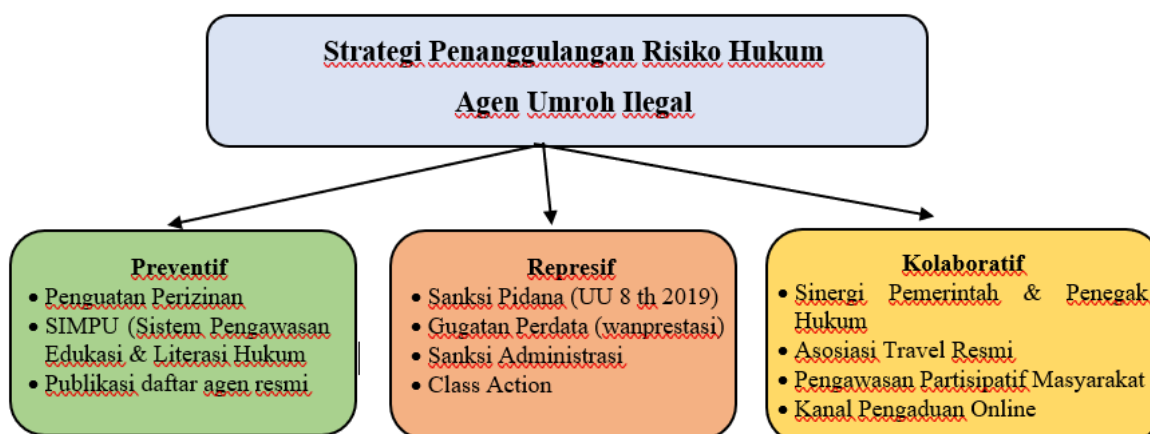 Strategi Penanggulangan Risiko Hukum
Agen Umroh Ilegal
Preventif
• Penguatan Perizinan
• SIMPU (Sistem Pengawasan
Edukasi & Literasi Hukum
• Publikasi daftar agen resmi
Represif
• Sanksi Pidana (UU 8 th 2019)
• Gugatan Perdata (wanprestasi)
• Sanksi Administrasi
• Class Action
Kolaboratif
• Sinergi Pemerintah & Penegak
Hukum
• Asosiasi Travel Resmi
• Pengawasan Partisipatif Masyarakat
• Kanal Pengaduan Online